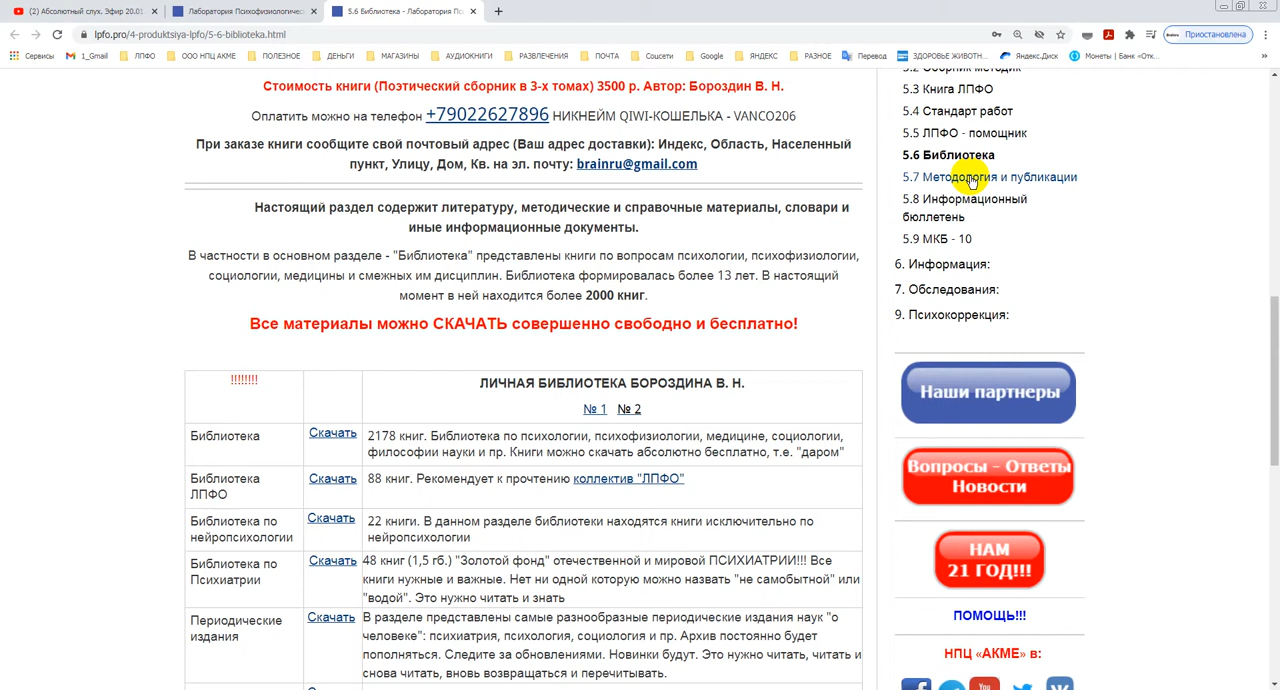 (2) Абсолютный слух. Эфир 20.01
Лаборатория Психофизиологичес
5.6 Библиотека - Лаборатория Пс
lpfo.pro/4-produktsiya-lpfo/5-6-biblioteka.html
Приостановлена
Сервисы 1_Gmail ЛПФО ООО НПЦ АКМЕ ПОЛЕЗНОЕ ДЕНЬГИ МАГАЗИНЫ АУДИОКНИГИ РАЗВЛЕЧЕНИЯ ПОЧТА Соцсети Google ЯНДЕКС РАЗНОЕ Перевод ЗДОРОВЬЕ ЖИВОТН... Яндекс.Диск Монеты | Банк «Отк... »
Стоимость книги (Поэтический сборник в 3-х томах) 3500 р. Автор: Бороздин В. Н.
Оплатить можно на телефон +79022627896 НИКНЕЙМ QIWI-КОШЕЛЬКА - VANCO206
При заказе книги сообщите свой почтовый адрес (Ваш адрес доставки): Индекс, Область, Населенный
пункт, Улицу, Дом, Кв. на эл. почту: brainru@gmail.com
Настоящий раздел содержит литературу, методические и справочные материалы, словари и
иные информационные документы.
В частности в основном разделе - "Библиотека" представлены книги по вопросам психологии, психофизиологии,
социологии, медицины и смежным им дисциплин. Библиотека формировалась более 13 лет. В настоящий
момент в ней находится более 2000 книг.
Все материалы можно СКАЧАТЬ совершенно свободно и бесплатно!
!!!!!!!!
ЛИЧНАЯ БИБЛИОТЕКА БОРОЗДИНА В. Н.
№ 1 № 2
Библиотека
Скачать
2178 книг. Библиотека по психологии, психофизиологии, медицине, социологии,
философии науки и пр. Книги можно скачать абсолютно бесплатно, т.е. "даром"
Библиотека
ЛПФО
Скачать
88 книг. Рекомендует к прочтению коллектив "ЛПФО"
Библиотека по
нейропсихологии
Скачать
22 книги. В данном разделе библиотеки находятся книги исключительно по
нейропсихологии
Библиотека по
Психиатрии
Скачать
48 книг (1,5 гб.) "Золотой фонд" отечественной и мировой ПСИХИАТРИИ!!! Все
книги нужные и важные. Нет ни одной которую можно назвать "не самобытной" или
"водой". Это нужно читать и знать
Периодические
издания
Скачать
В разделе представлены самые разнообразные периодические издания наук "о
человеке": психиатрия, психология, социология и пр. Архив постоянно будет
пополняться. Следите за обновлениями. Новинки будут. Это нужно читать, читать и
снова читать, вновь возвращаться и перечитывать.
5.2 Сборник методик
5.3 Книга ЛПФО
5.4 Стандарт работ
5.5 ЛПФО - помощник
5.6 Библиотека
5.7 Методология и публикации
5.8 Информационный
бюллетень
5.9 МКБ - 10
6. Информация:
7. Обследования:
9. Психокоррекция:
Наши партнеры
Вопросы - Ответы
Новости
НАМ
21 ГОД!!!
ПОМОЩЬ!!!
НПЦ «АКМЕ» в:
You